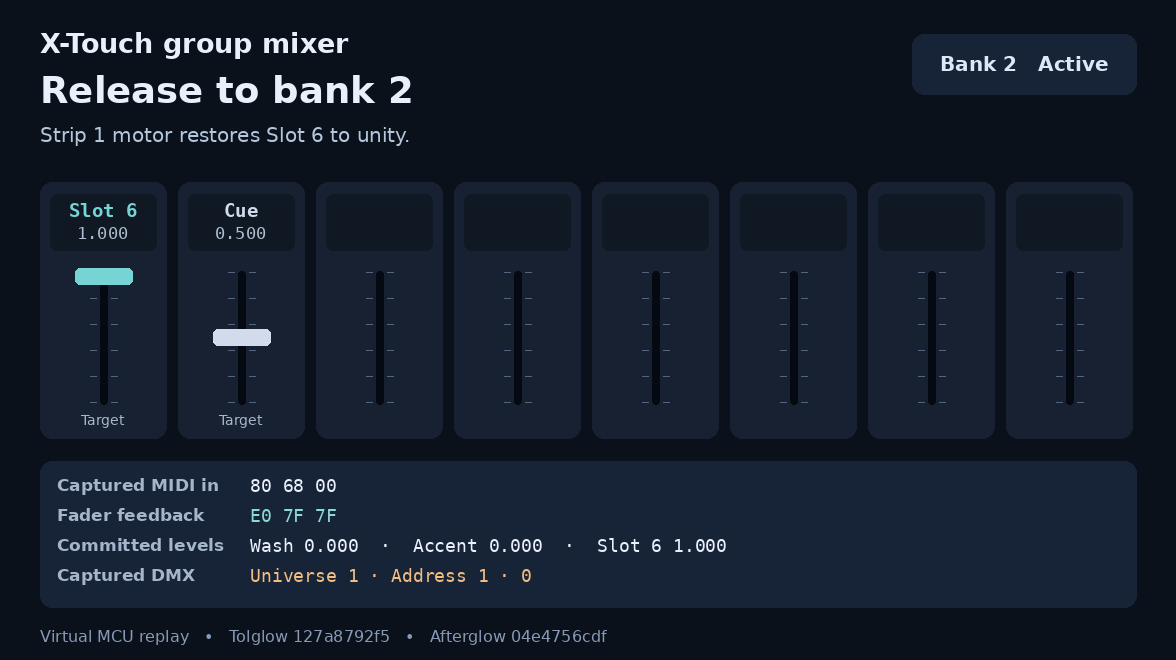 X-Touch group mixer
Release to bank 2
Bank 2 Active
Strip 1 motor restores Slot 6 to unity.
Slot 6
1.000
Target
Cue
0.500
Target
Captured MIDI in 80 68 00
Fader feedback E0 7F 7F
Committed levels Wash 0.000 · Accent 0.000 · Slot 6 1.000
Captured DMX Universe 1 · Address 1 · 0
Virtual MCU replay • Tolglow 127a8792f5 • Afterglow 04e4756cdf